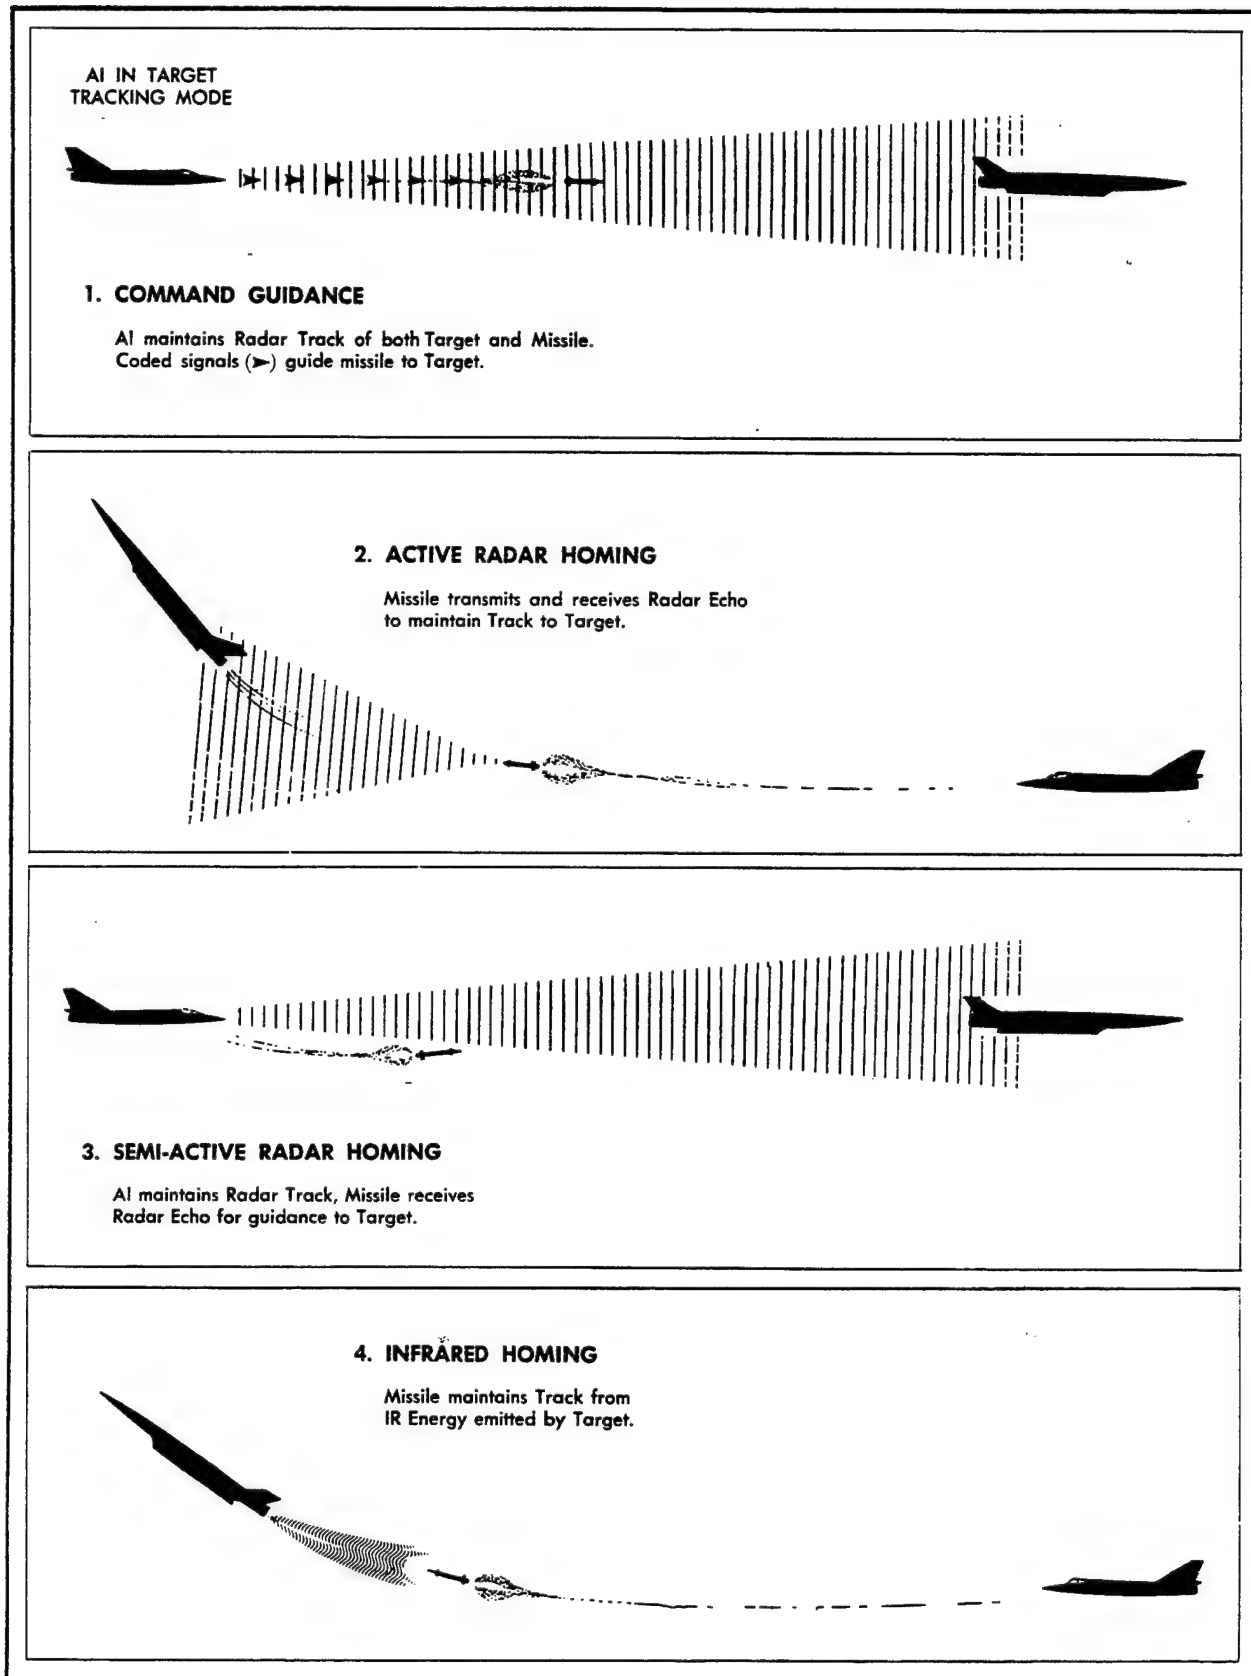 AI IN TARGET
TRACKING MODE
1. COMMAND GUIDANCE
AI maintains Radar Track of both Target and Missile.
Coded signals (➤) guide missile to Target.
2. ACTIVE RADAR HOMING
Missile transmits and receives Radar Echo
to maintain Track to Target.
3. SEMI-ACTIVE RADAR HOMING
AI maintains Radar Track, Missile receives
Radar Echo for guidance to Target.
4. INFRARED HOMING
Missile maintains Track from
IR Energy emitted by Target.